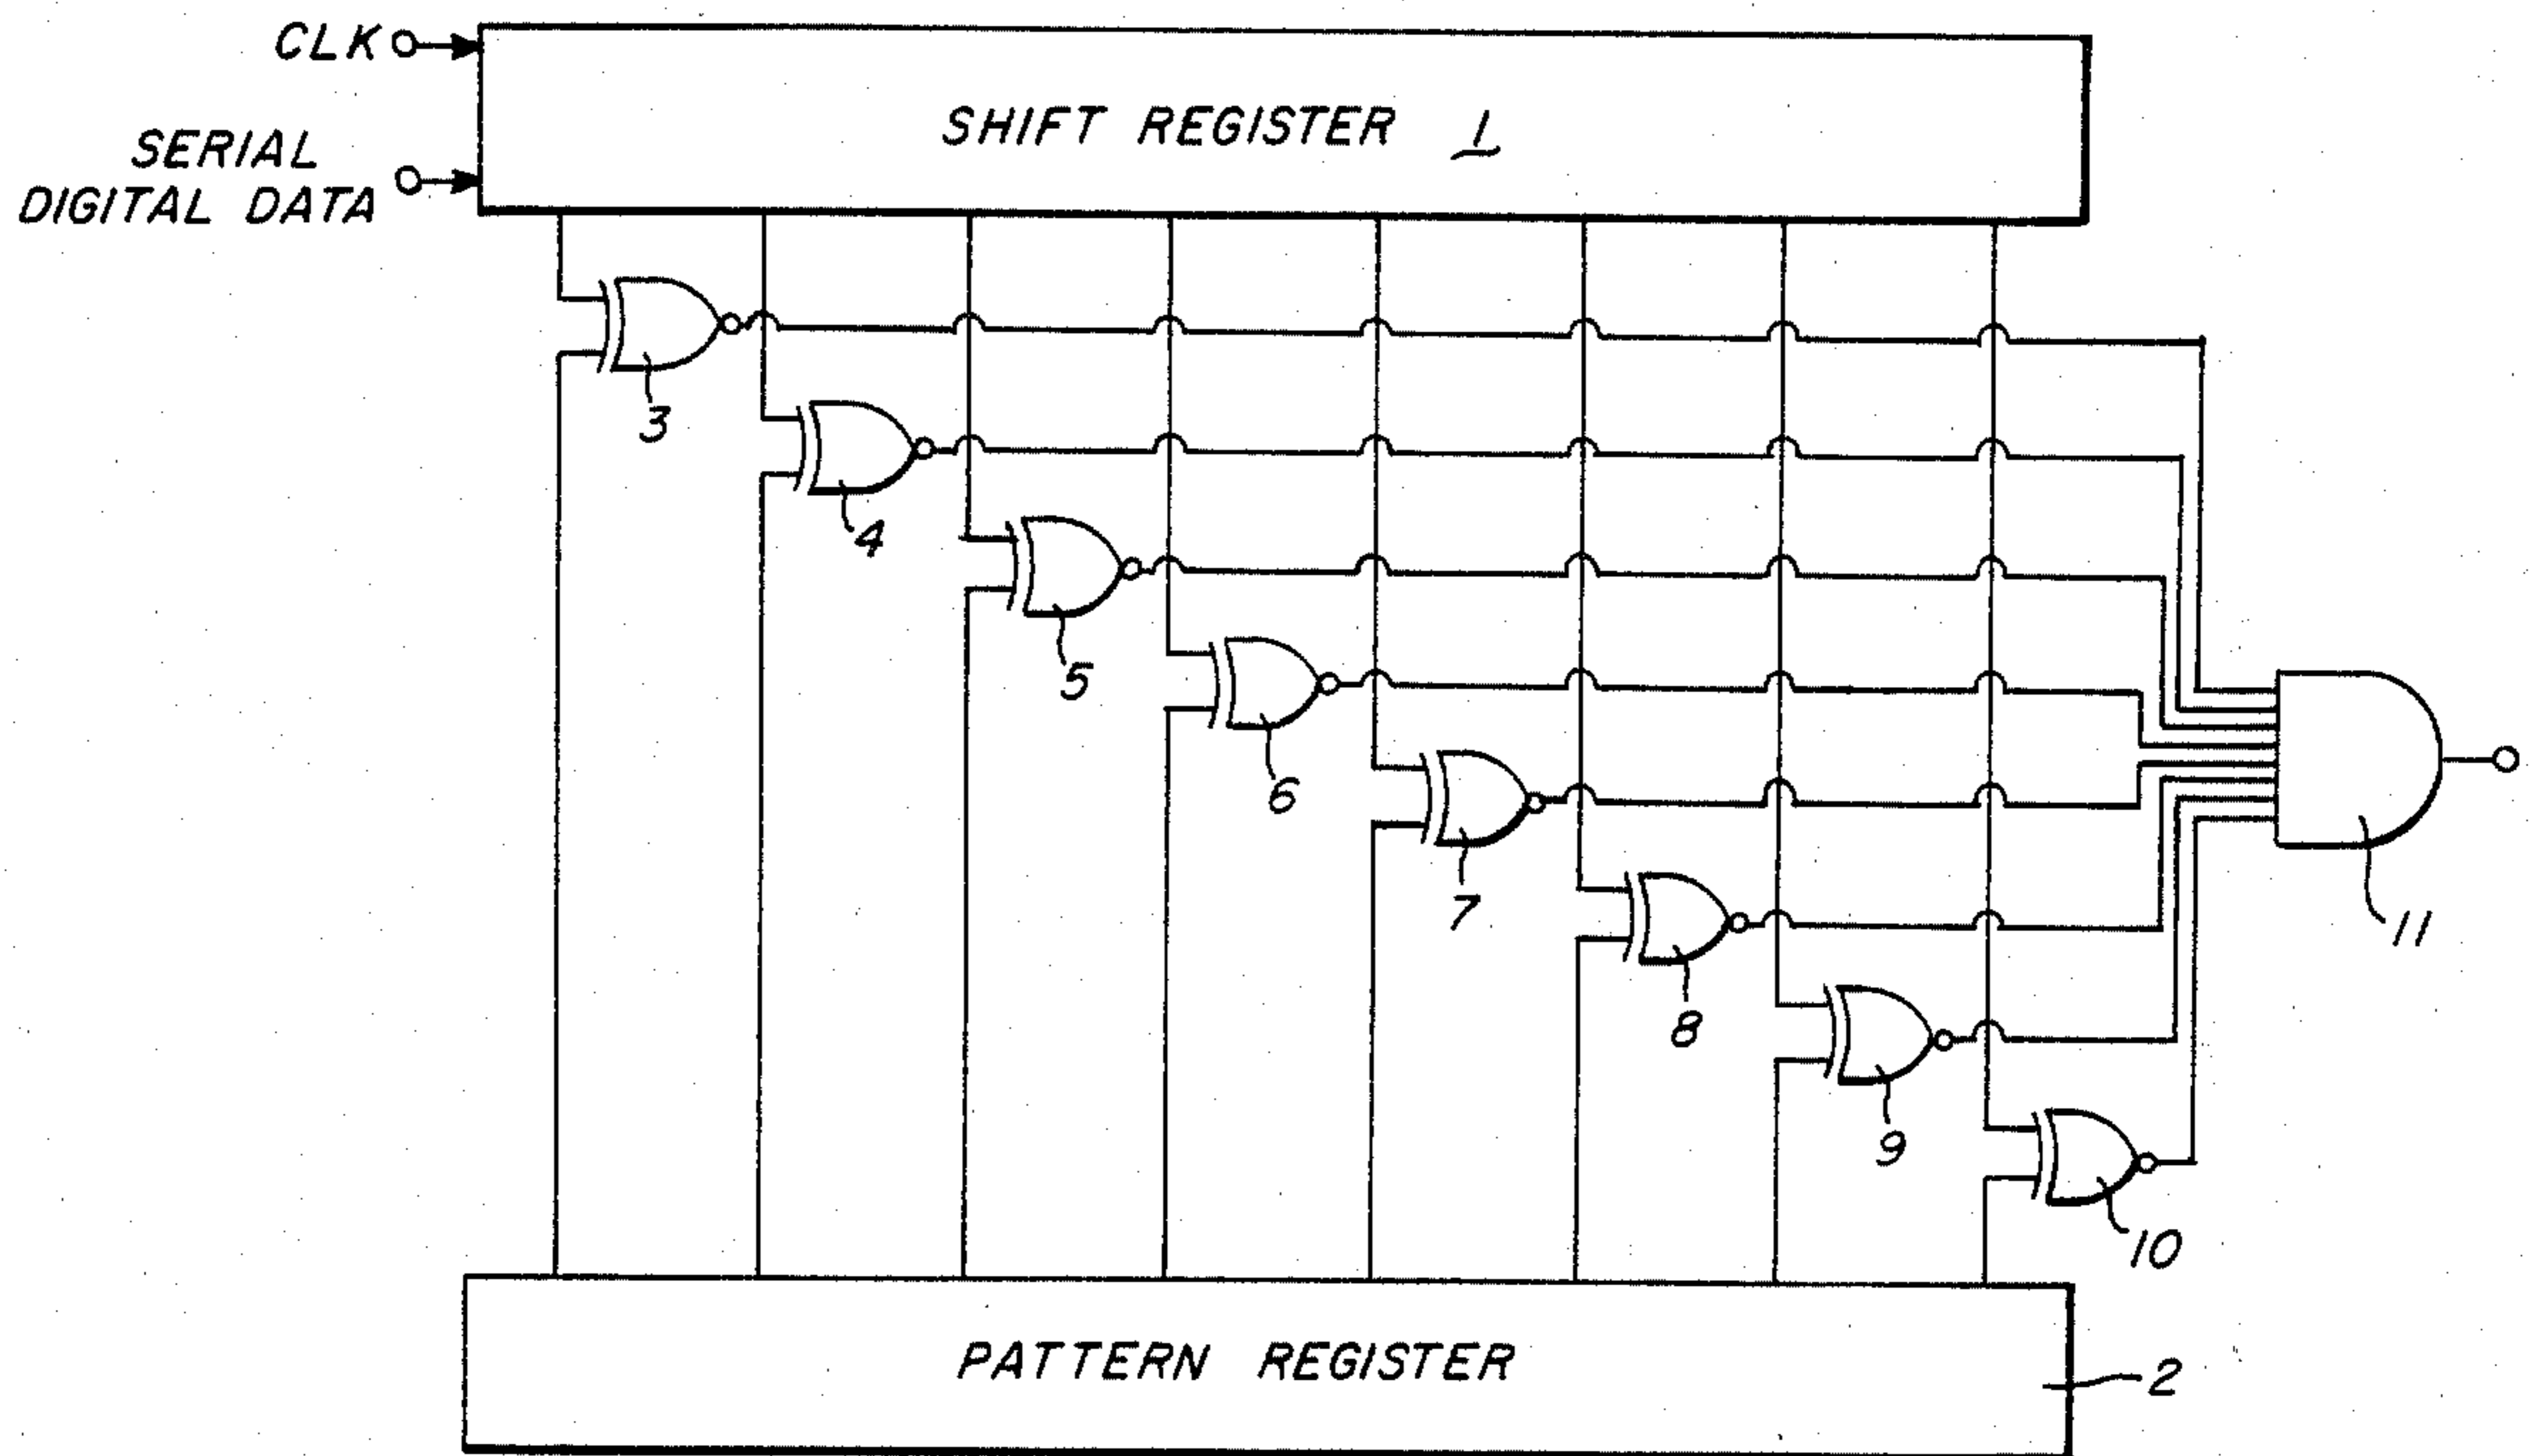 CLK
SHIFT REGISTER 1
SERIAL
DIGITAL DATA
3
4
5
6
7
8
9
10
11
PATTERN REGISTER
2